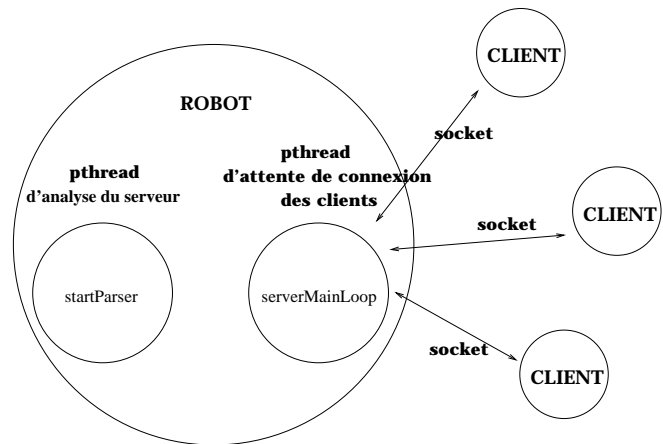 CLIENT
ROBOT
socket
pthread
d'attente de connexion
des clients
pthread
d'analyse du serveur
socket
CLIENT
startParser
serverMainLoop
socket
CLIENT